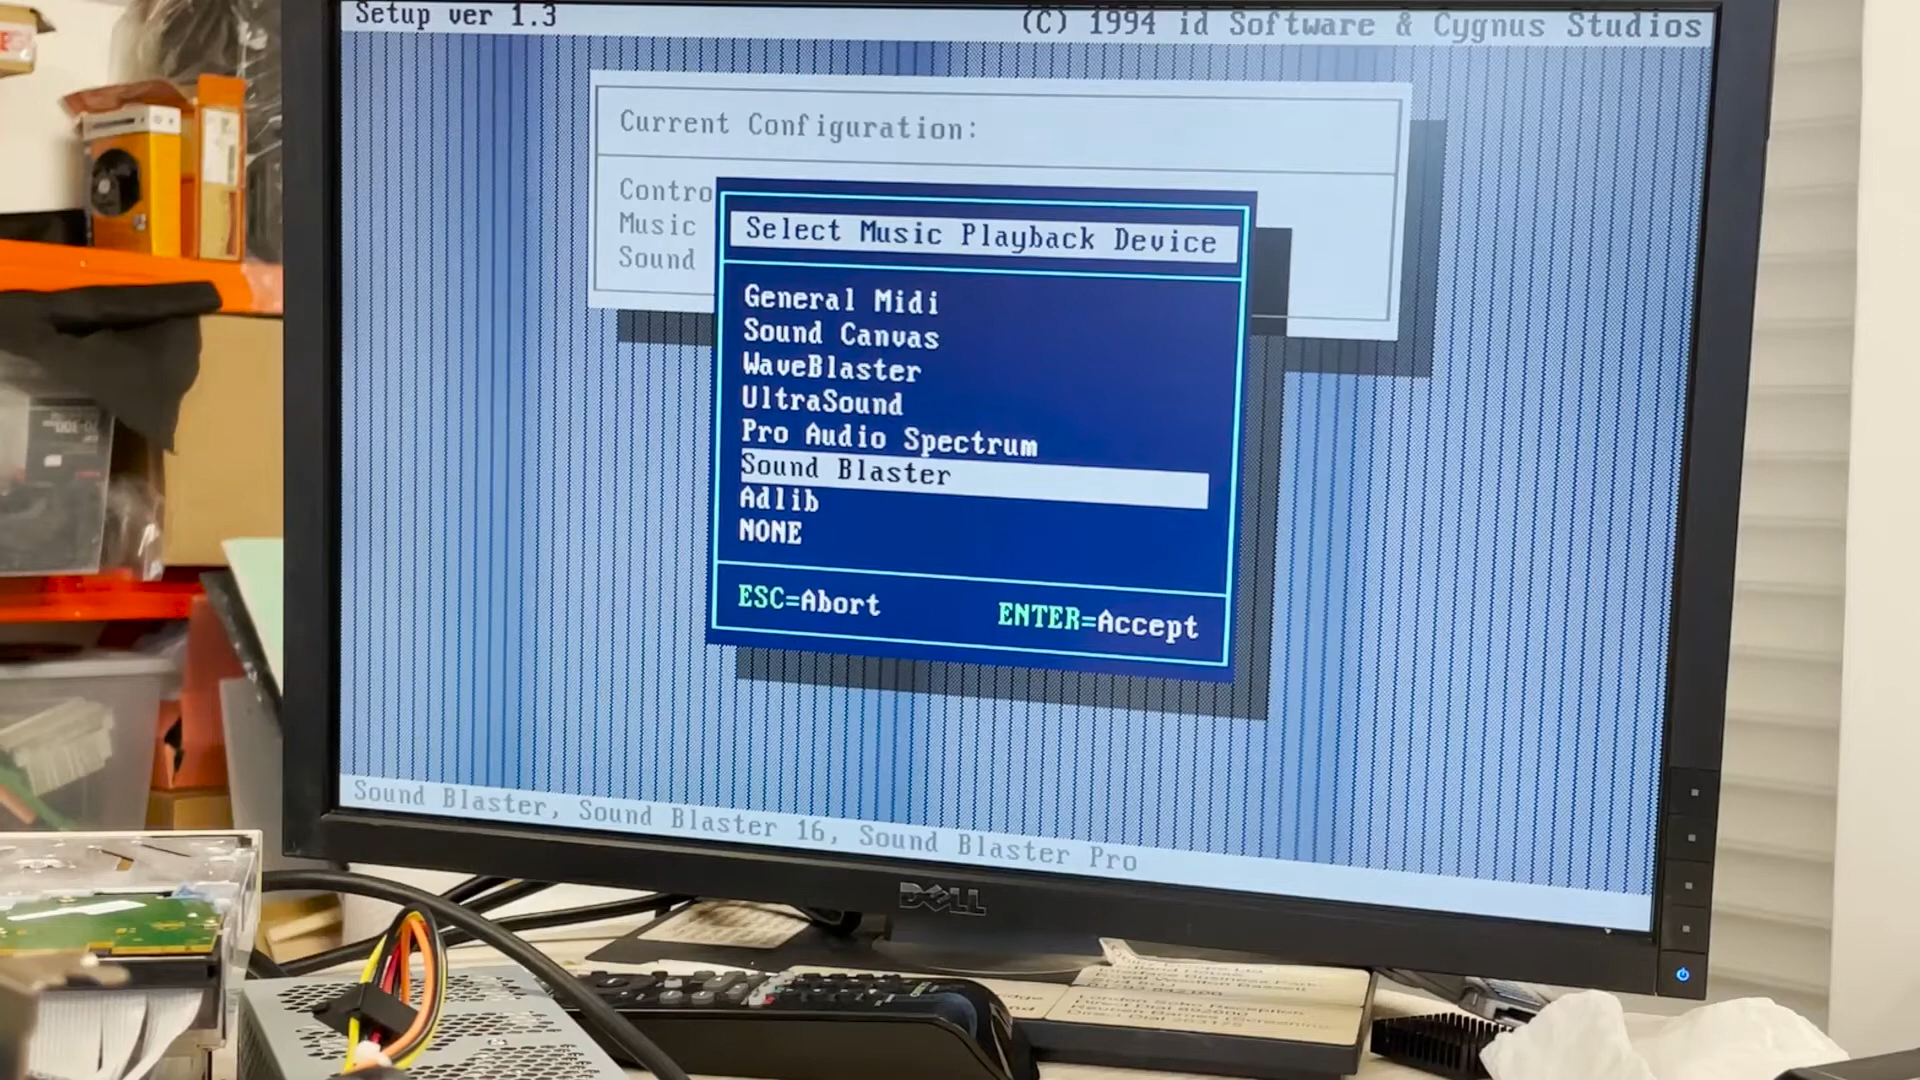 Setup ver 1.3
(C) 1994 id Software & Cygnus Studios
Current Configuration:
Contro
Music
Sound
Select Music Playback Device
General Midi
Sound Canvas
WaveBlaster
UltraSound
Pro Audio Spectrum
Sound Blaster
Adlib
NONE
ESC=Abort
ENTER=Accept
Sound Blaster, Sound Blaster 16, Sound Blaster Pro
DELL